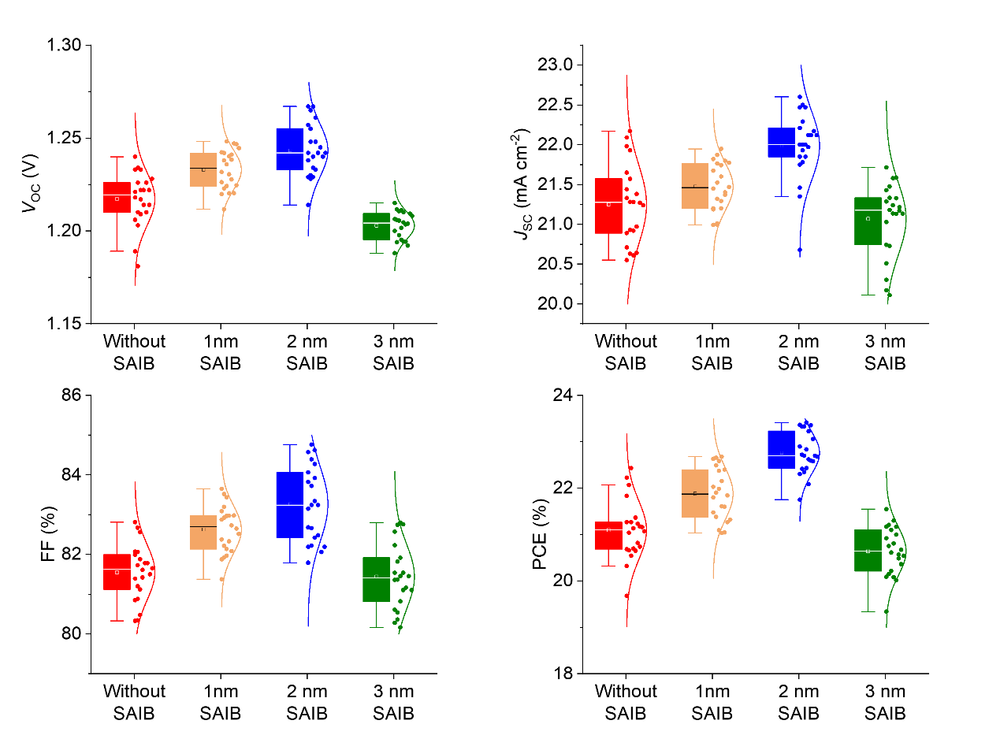 1.30
1.25
1.20
1.15
VOC (V)
Without SAIB
1nm SAIB
2 nm SAIB
3 nm SAIB
23.0
22.5
22.0
21.5
21.0
20.5
20.0
JSC (mA cm-2)
Without SAIB
1nm SAIB
2 nm SAIB
3 nm SAIB
86
84
82
80
FF (%)
Without SAIB
1nm SAIB
2 nm SAIB
3 nm SAIB
24
22
20
18
PCE (%)
Without SAIB
1nm SAIB
2 nm SAIB
3 nm SAIB